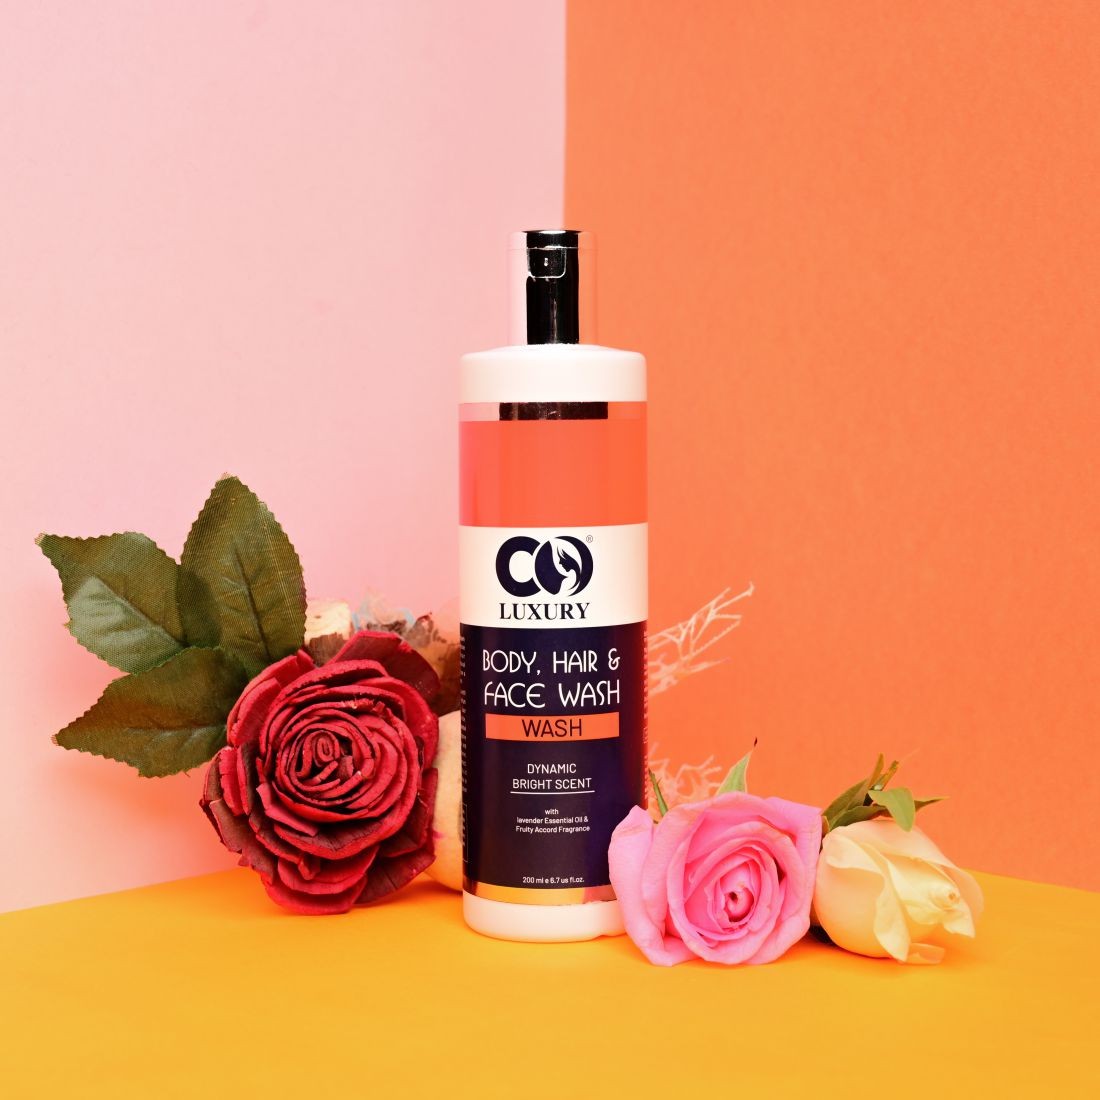 CO®
LUXURY
BODY, HAIR &
FACE WASH
WASH
DYNAMIC
BRIGHT SCENT
with
lavender Essential Oil &
Fruity Accord Fragrance
200 ml e 6.7 us fl.oz.